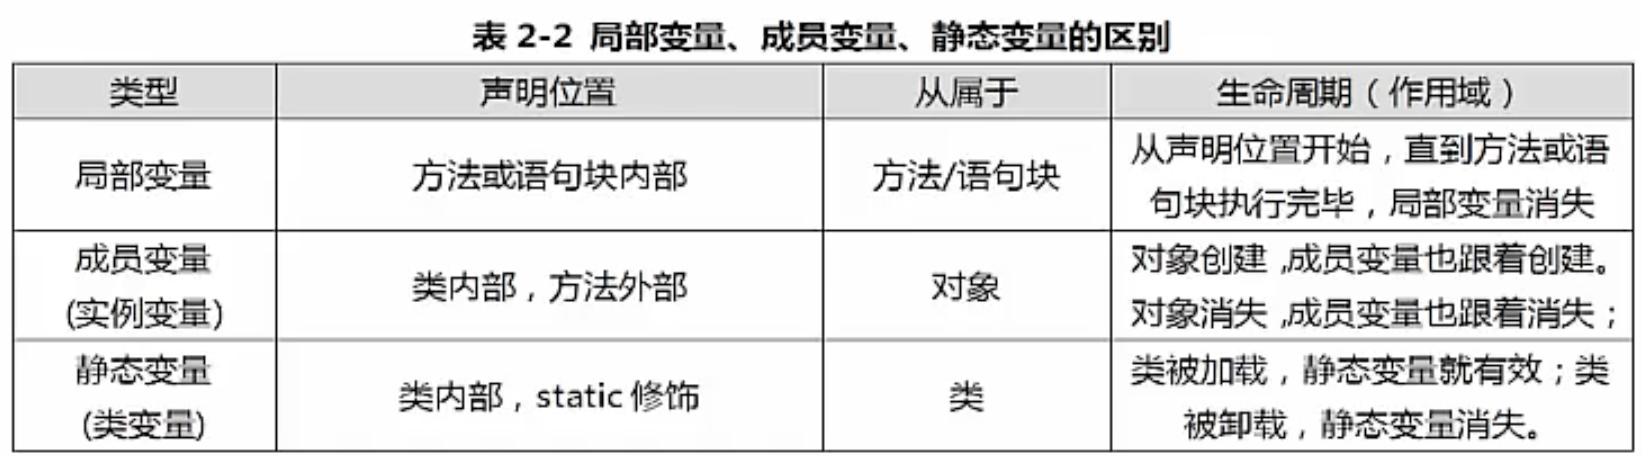 表 2-2 局部变量、成员变量、静态变量的区别
类型 声明位置 从属于 生命周期（作用域）
局部变量 方法或语句块内部 方法/语句块 从声明位置开始，直到方法或语
句块执行完毕，局部变量消失
成员变量
(实例变量) 类内部，方法外部 对象 对象创建，成员变量也跟着创建。
对象消失，成员变量也跟着消失；
静态变量
(类变量) 类内部，static 修饰 类 类被加载，静态变量就有效；类
被卸载，静态变量消失。